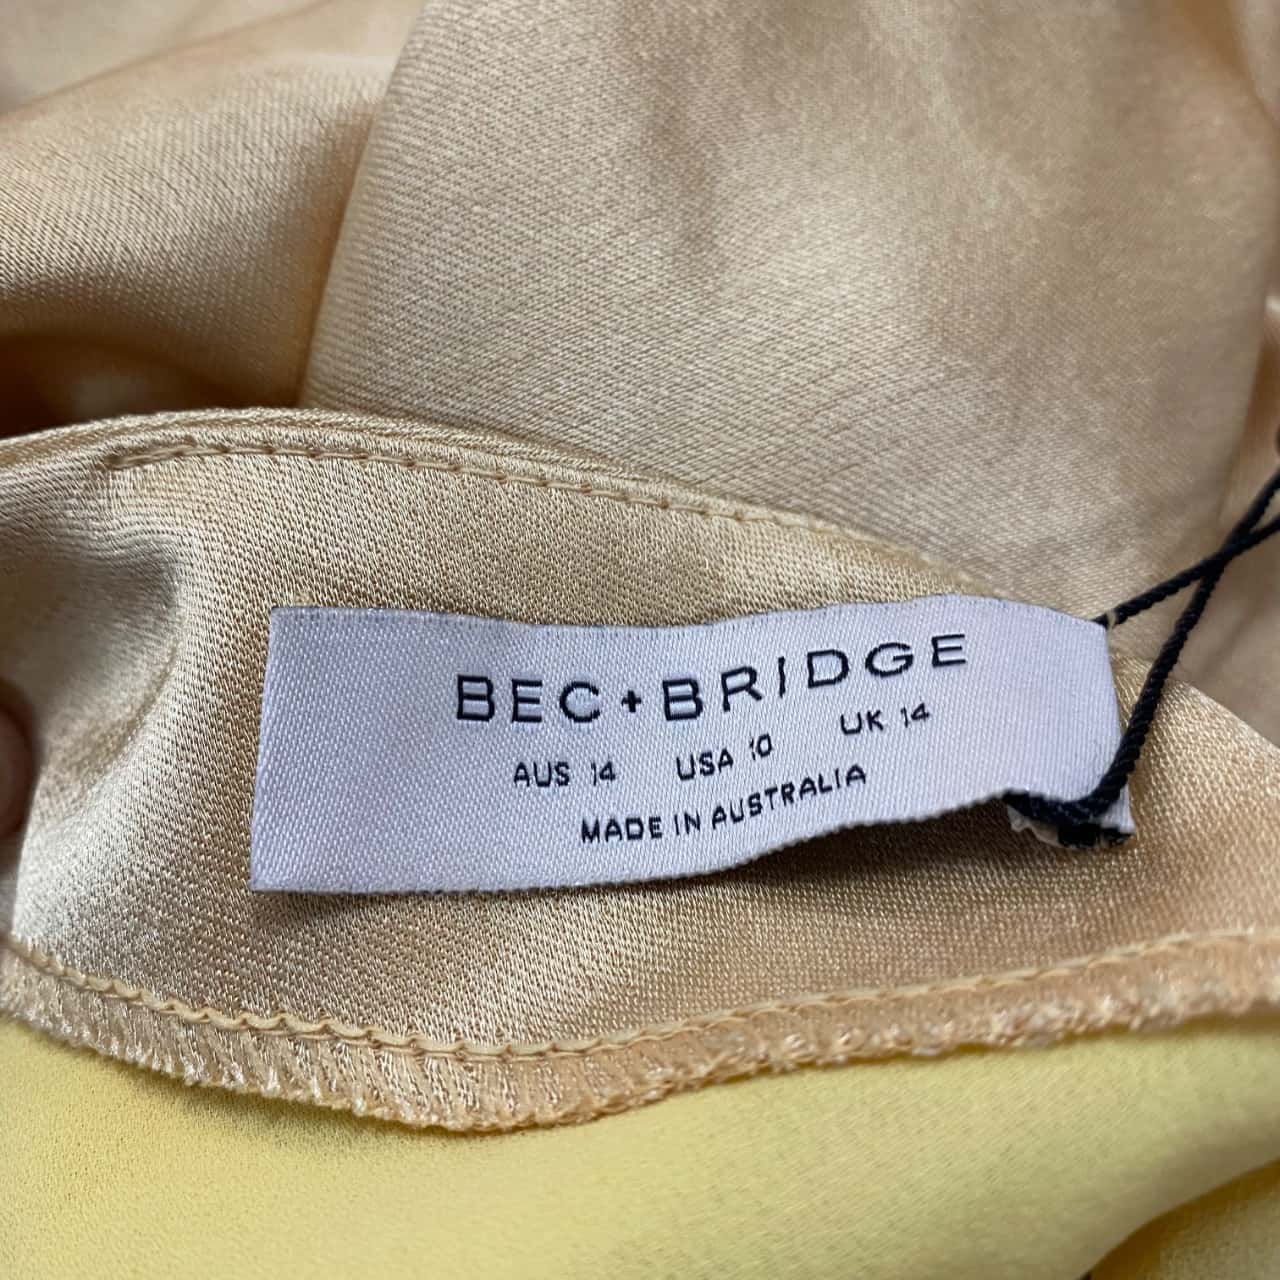 BEC+BRIDGE
AUS 14 USA 10 UK 14
MADE IN AUSTRALIA